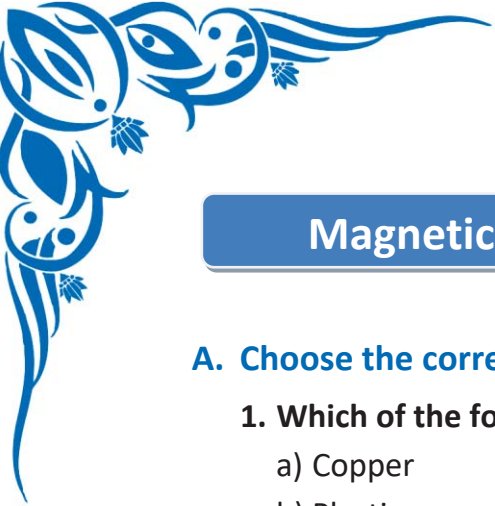 Magnetic
A. Choose the corre
1. Which of the fo
a) Copper